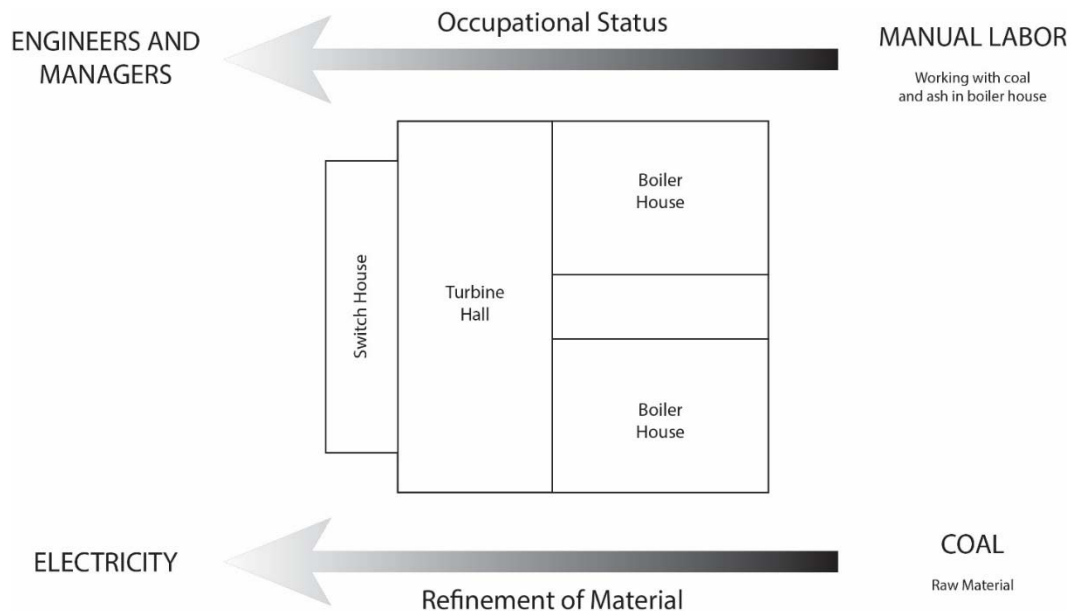 Occupational Status
ENGINEERS AND
MANAGERS
MANUAL LABOR
Working with coal
and ash in boiler house
Switch House
Turbine
Hall
Boiler
House
Boiler
House
ELECTRICITY
COAL
Raw Material
Refinement of Material